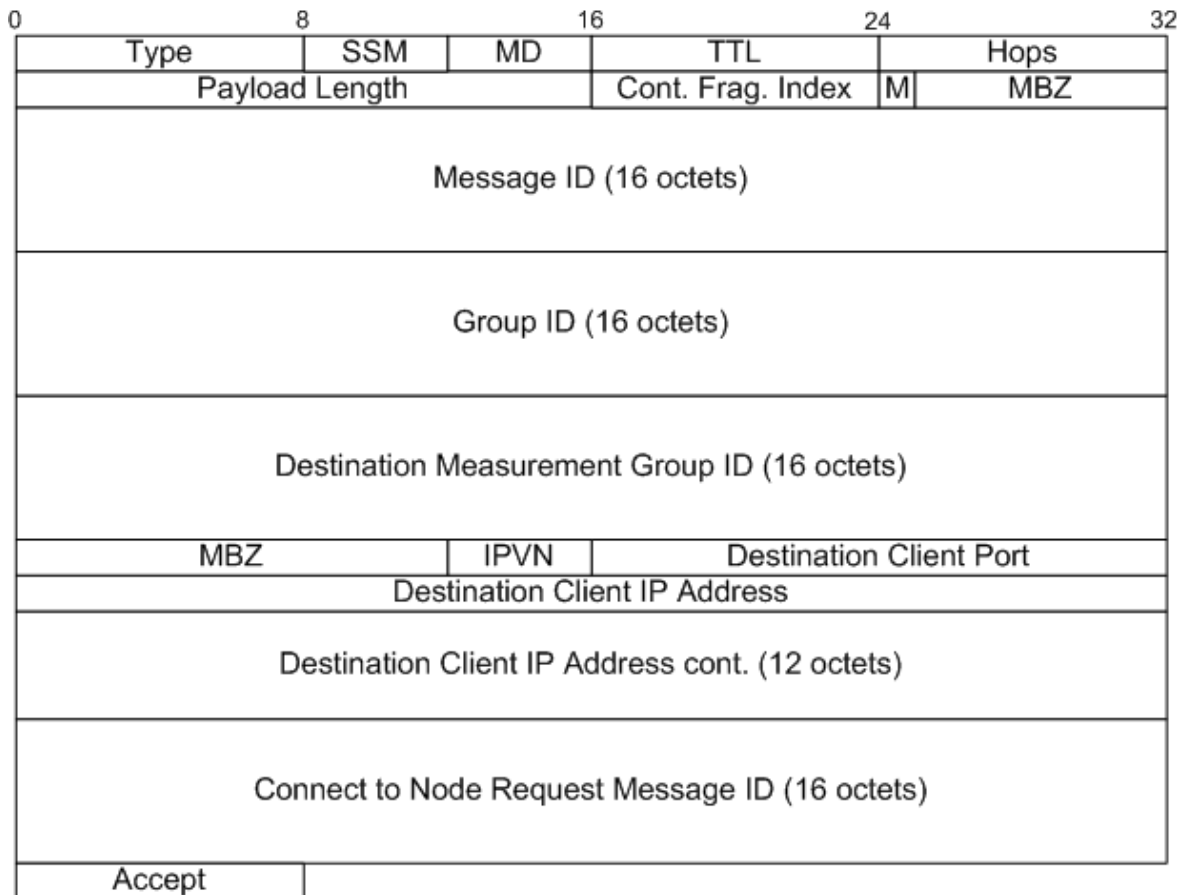 0 8 16 24 32
Type SSM MD TTL Hops
Payload Length Cont. Frag. Index M MBZ
Message ID (16 octets)
Group ID (16 octets)
Destination Measurement Group ID (16 octets)
MBZ IPVN Destination Client Port
Destination Client IP Address
Destination Client IP Address cont. (12 octets)
Connect to Node Request Message ID (16 octets)
Accept